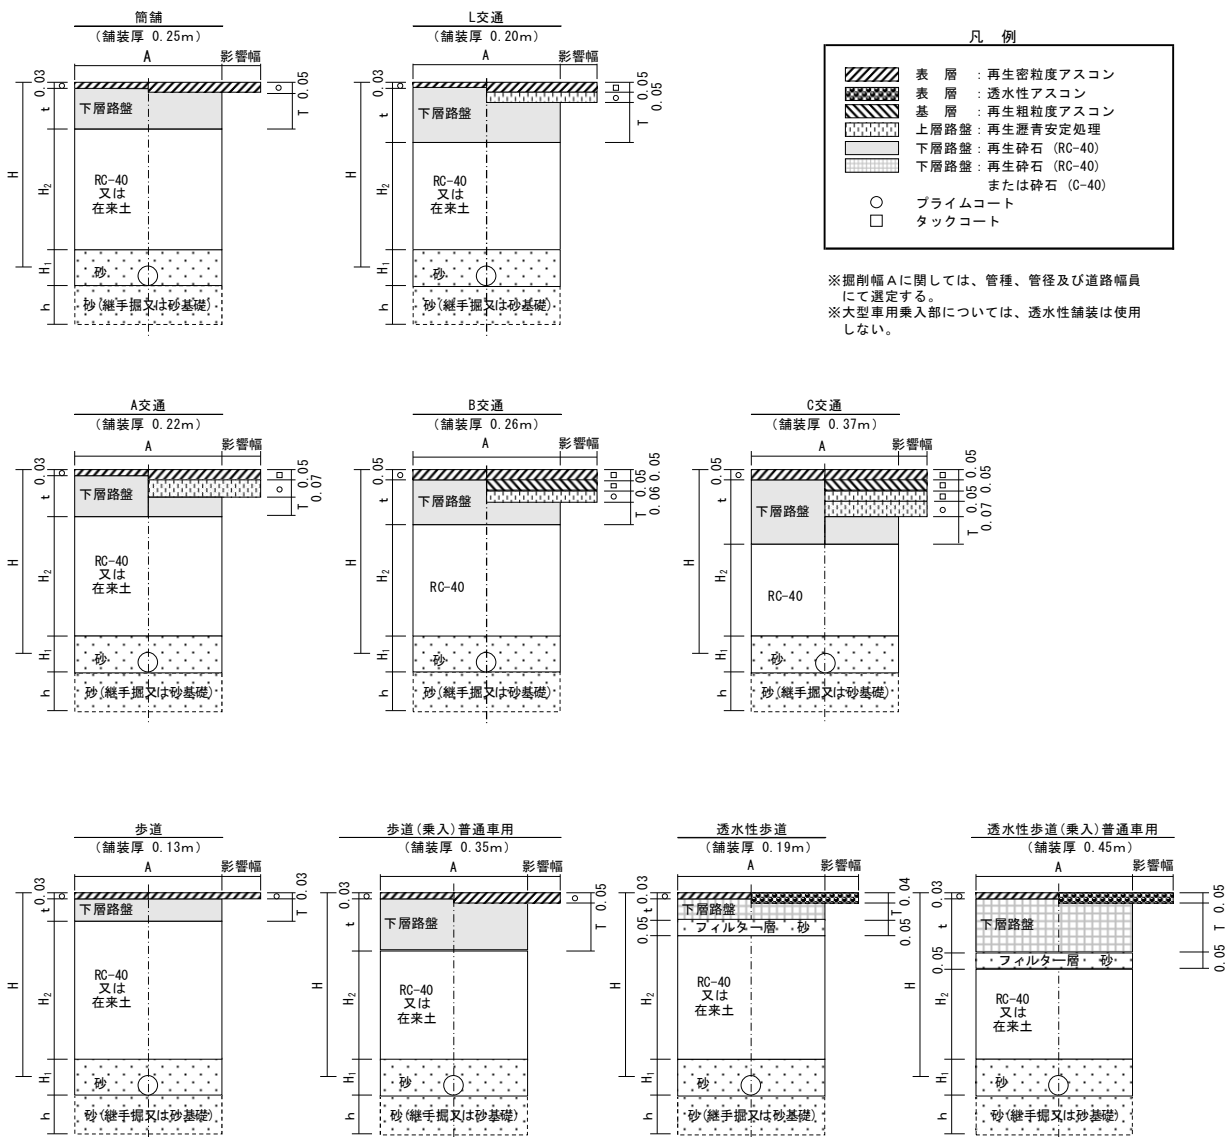 簡舗
(舗装厚 0.25m)
A
影響幅
0.03
t
H
H₂
H₁
h
下層路盤
RC-40
又は
在来土
砂
砂(継手掘又は砂基礎)
0.05
T
L交通
(舗装厚 0.20m)
A
影響幅
0.03
t
H
H₂
H₁
h
下層路盤
RC-40
又は
在来土
砂
砂(継手掘又は砂基礎)
0.05
0.05
T
凡 例
表 層 :再生密粒度アスコン
表 層 :透水性アスコン
基 層 :再生粗粒度アスコン
上層路盤:再生瀝青安定処理
下層路盤:再生砕石 (RC-40)
下層路盤:再生砕石 (RC-40)
または砕石 (C-40)
プライムコート
タックコート
※掘削幅Aに関しては、管種、管径及び道路幅員
にて選定する。
※大型車用乗入部については、透水性舗装は使用
しない。
A交通
(舗装厚 0.22m)
A
影響幅
0.03
t
H
H₂
H₁
h
下層路盤
RC-40
又は
在来土
砂
砂(継手掘又は砂基礎)
0.05
0.07
T
B交通
(舗装厚 0.26m)
A
影響幅
0.05
t
H
H₂
H₁
h
下層路盤
RC-40
砂
砂(継手掘又は砂基礎)
0.05
0.05
0.06
T
C交通
(舗装厚 0.37m)
A
影響幅
0.05
t
H
H₂
H₁
h
下層路盤
RC-40
砂
砂(継手掘又は砂基礎)
0.05
0.05
0.05
0.07
T
歩道
(舗装厚 0.13m)
A
影響幅
0.03
t
H
H₂
H₁
h
下層路盤
RC-40
又は
在来土
砂
砂(継手掘又は砂基礎)
0.03
T
歩道(乗入)普通車用
(舗装厚 0.35m)
A
影響幅
0.03
t
H
H₂
H₁
h
下層路盤
RC-40
又は
在来土
砂
砂(継手掘又は砂基礎)
0.05
T
透水性歩道
(舗装厚 0.19m)
A
影響幅
0.03
t
0.05
H
H₂
H₁
h
下層路盤
フィルター層 砂
RC-40
又は
在来土
砂
砂(継手掘又は砂基礎)
0.04
T
0.05
透水性歩道(乗入)普通車用
(舗装厚 0.45m)
A
影響幅
0.03
t
0.05
H
H₂
H₁
h
下層路盤
フィルター層 砂
RC-40
又は
在来土
砂
砂(継手掘又は砂基礎)
0.05
T
0.05